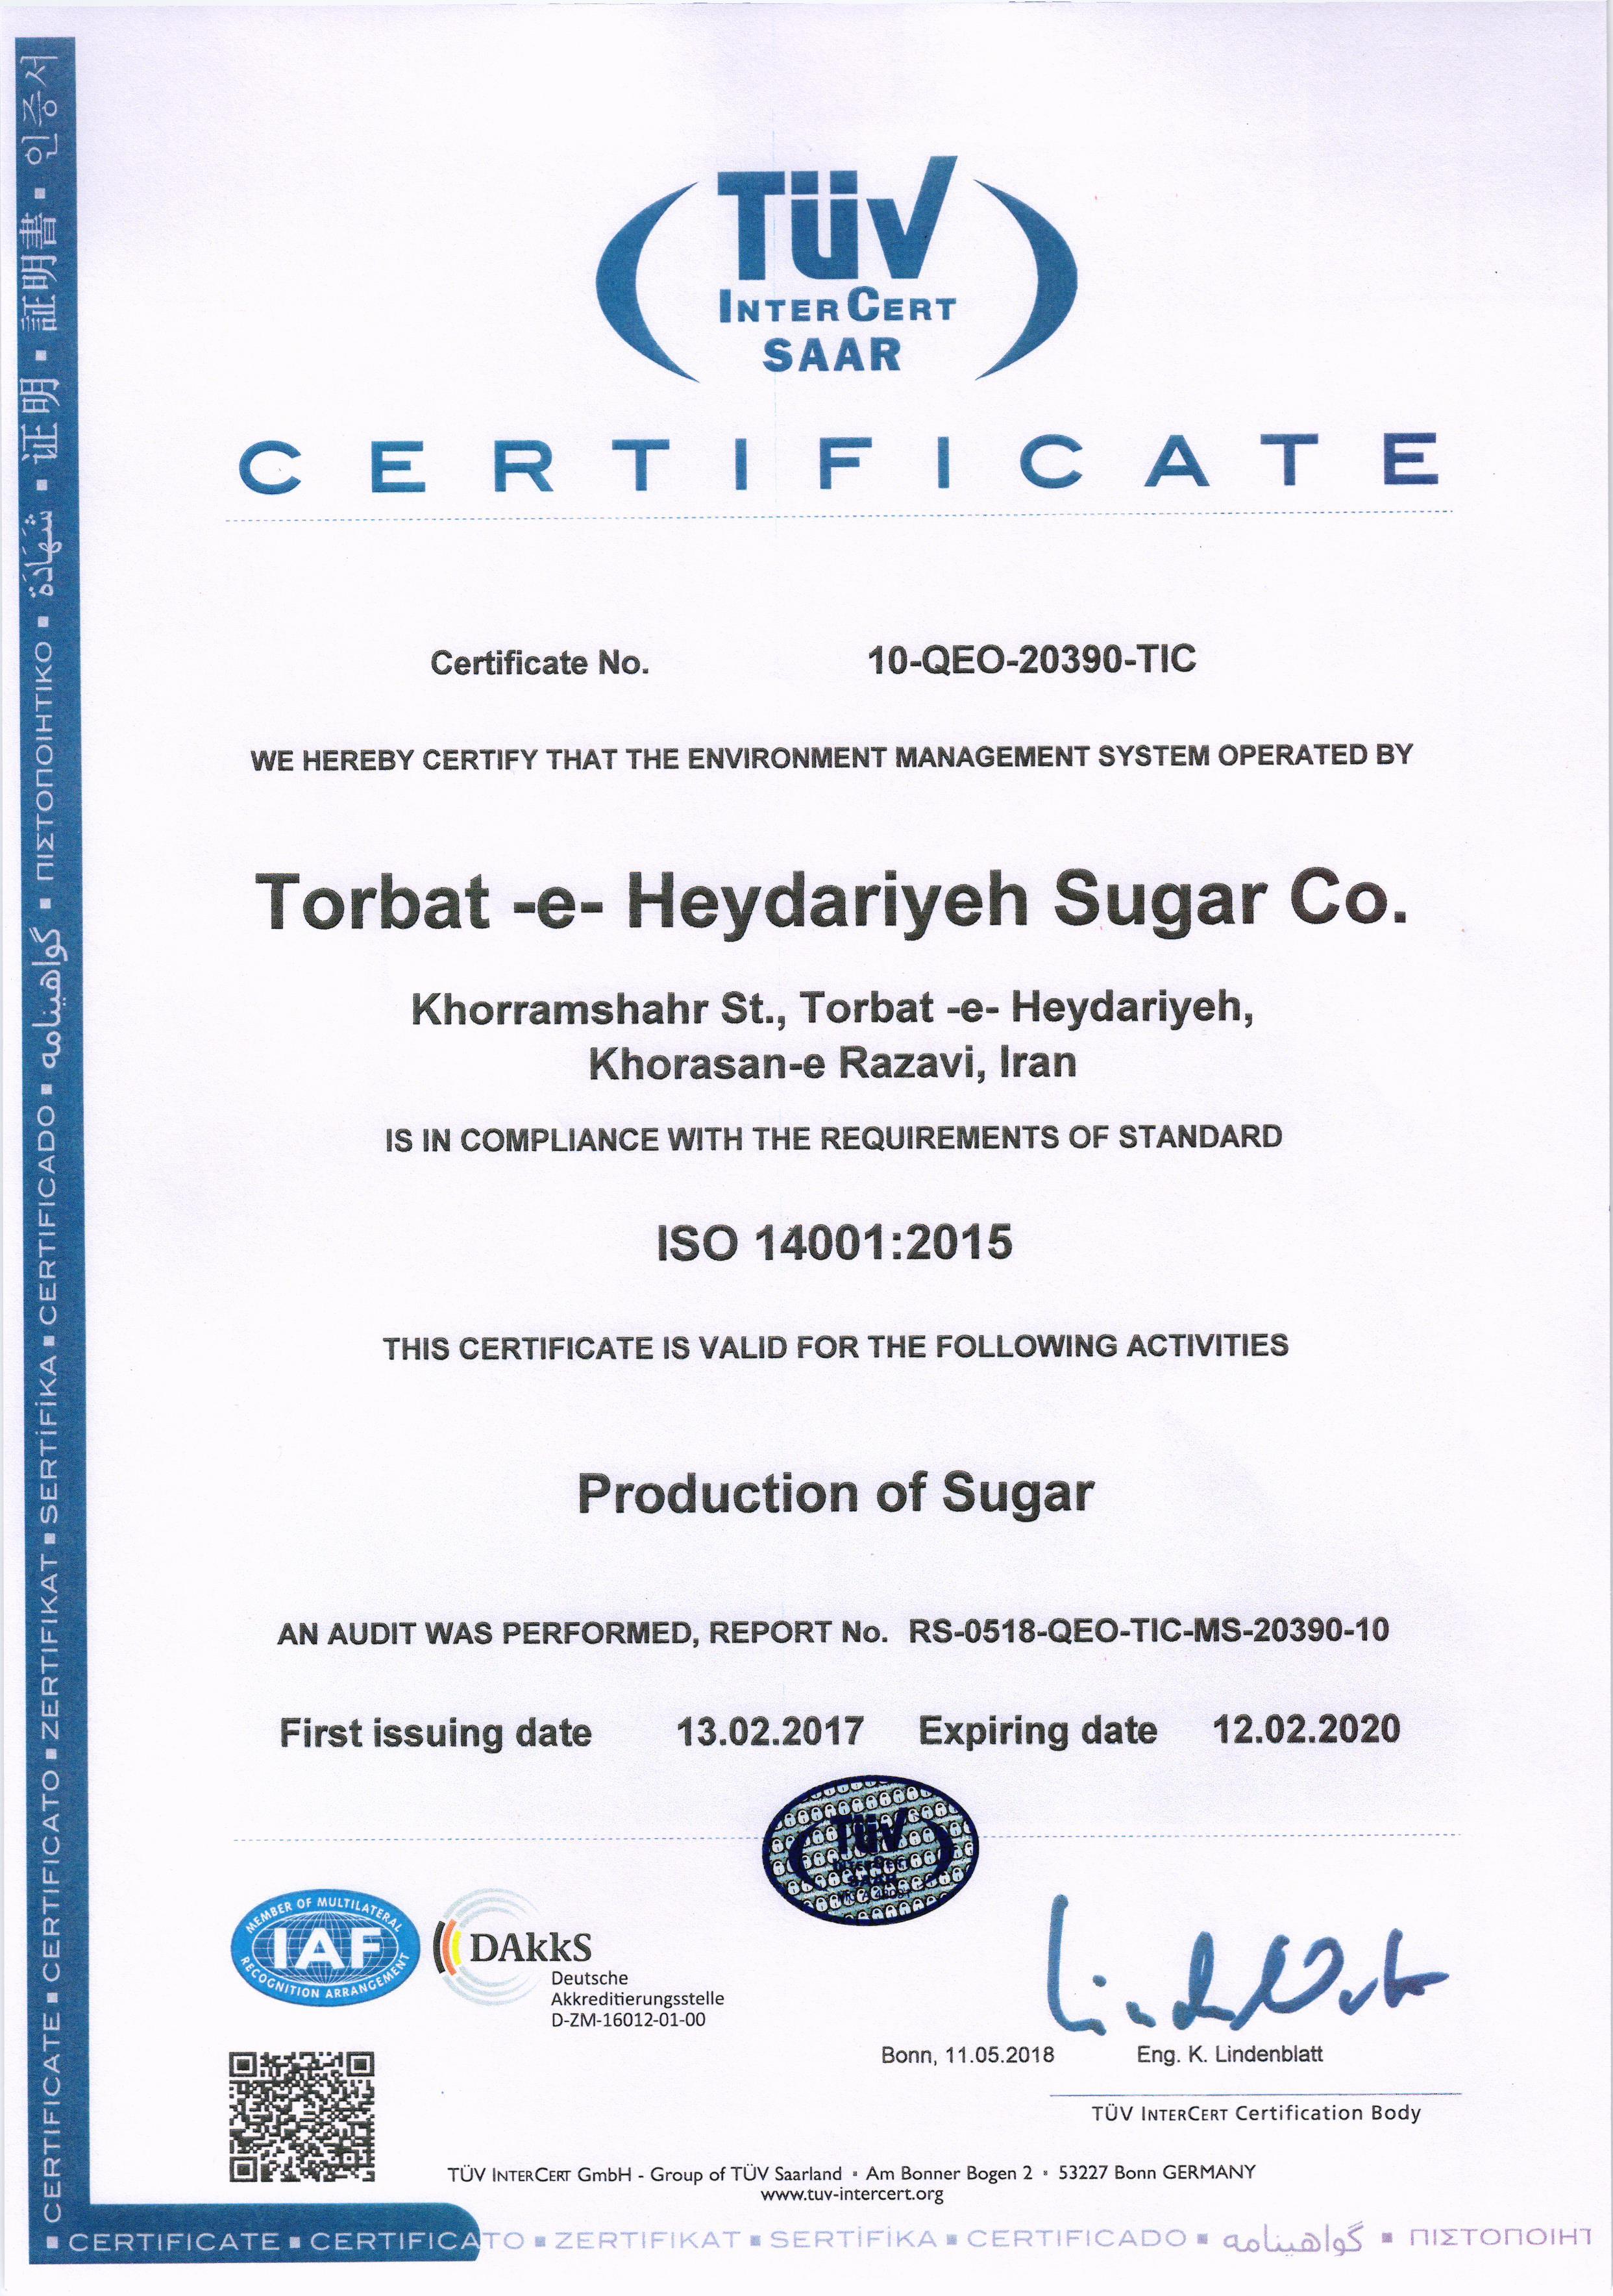 인증서 ▪ 証明書 ▪ 证明 ▪ شَهَادَة ▪ ΠΙΣΤΟΠΟΙΗΤΙΚΟ ▪ گواهینامه ▪ CERTIFICADO ▪ SERTİFİKA ▪ ZERTIFIKAT ▪ CERTIFICATO ▪ CERTIFICATE ▪
TÜV
INTERCERT
SAAR
CERTIFICATE
Certificate No. 10-QEO-20390-TIC
WE HEREBY CERTIFY THAT THE ENVIRONMENT MANAGEMENT SYSTEM OPERATED BY
Torbat -e- Heydariyeh Sugar Co.
Khorramshahr St., Torbat -e- Heydariyeh,
Khorasan-e Razavi, Iran
IS IN COMPLIANCE WITH THE REQUIREMENTS OF STANDARD
ISO 14001:2015
THIS CERTIFICATE IS VALID FOR THE FOLLOWING ACTIVITIES
Production of Sugar
AN AUDIT WAS PERFORMED, REPORT No. RS-0518-QEO-TIC-MS-20390-10
First issuing date 13.02.2017 Expiring date 12.02.2020
TÜV
INTERCERT
SAAR
MEMBER OF MULTILATERAL
IAF
RECOGNITION ARRANGEMENT
DAkkS
Deutsche
Akkreditierungsstelle
D-ZM-16012-01-00
Bonn, 11.05.2018 Eng. K. Lindenblatt
TÜV INTERCERT Certification Body
TÜV INTERCERT GmbH - Group of TÜV Saarland ▪ Am Bonner Bogen 2 ▪ 53227 Bonn GERMANY
www.tuv-intercert.org
▪ CERTIFICATE ▪ CERTIFICATO ▪ ZERTIFIKAT ▪ SERTİFİKA ▪ CERTIFICADO ▪ گواهینامه ▪ ΠΙΣΤΟΠΟΙΗΤ